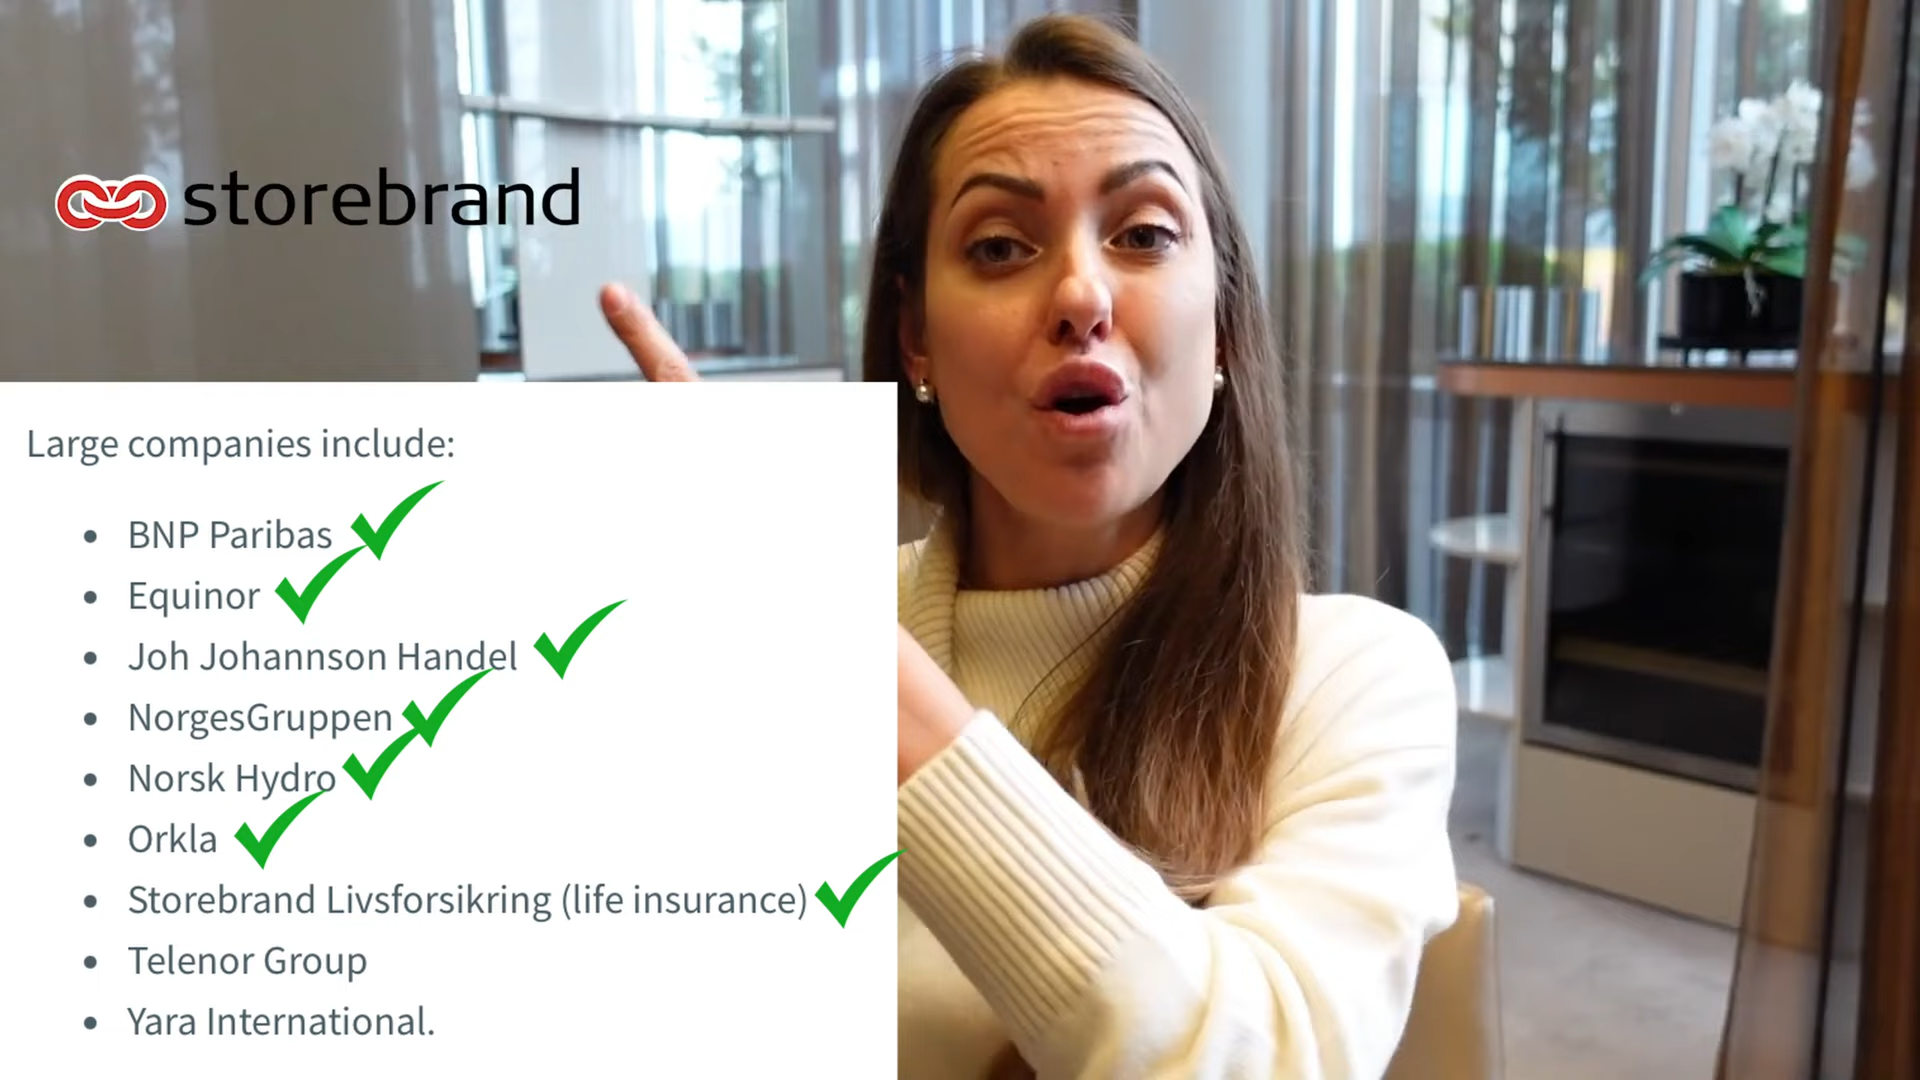 storebrand
Large companies include:
• BNP Paribas
• Equinor
• Joh Johannson Handel
• NorgesGruppen
• Norsk Hydro
• Orkla
• Storebrand Livsforsikring (life insurance)
• Telenor Group
• Yara International.